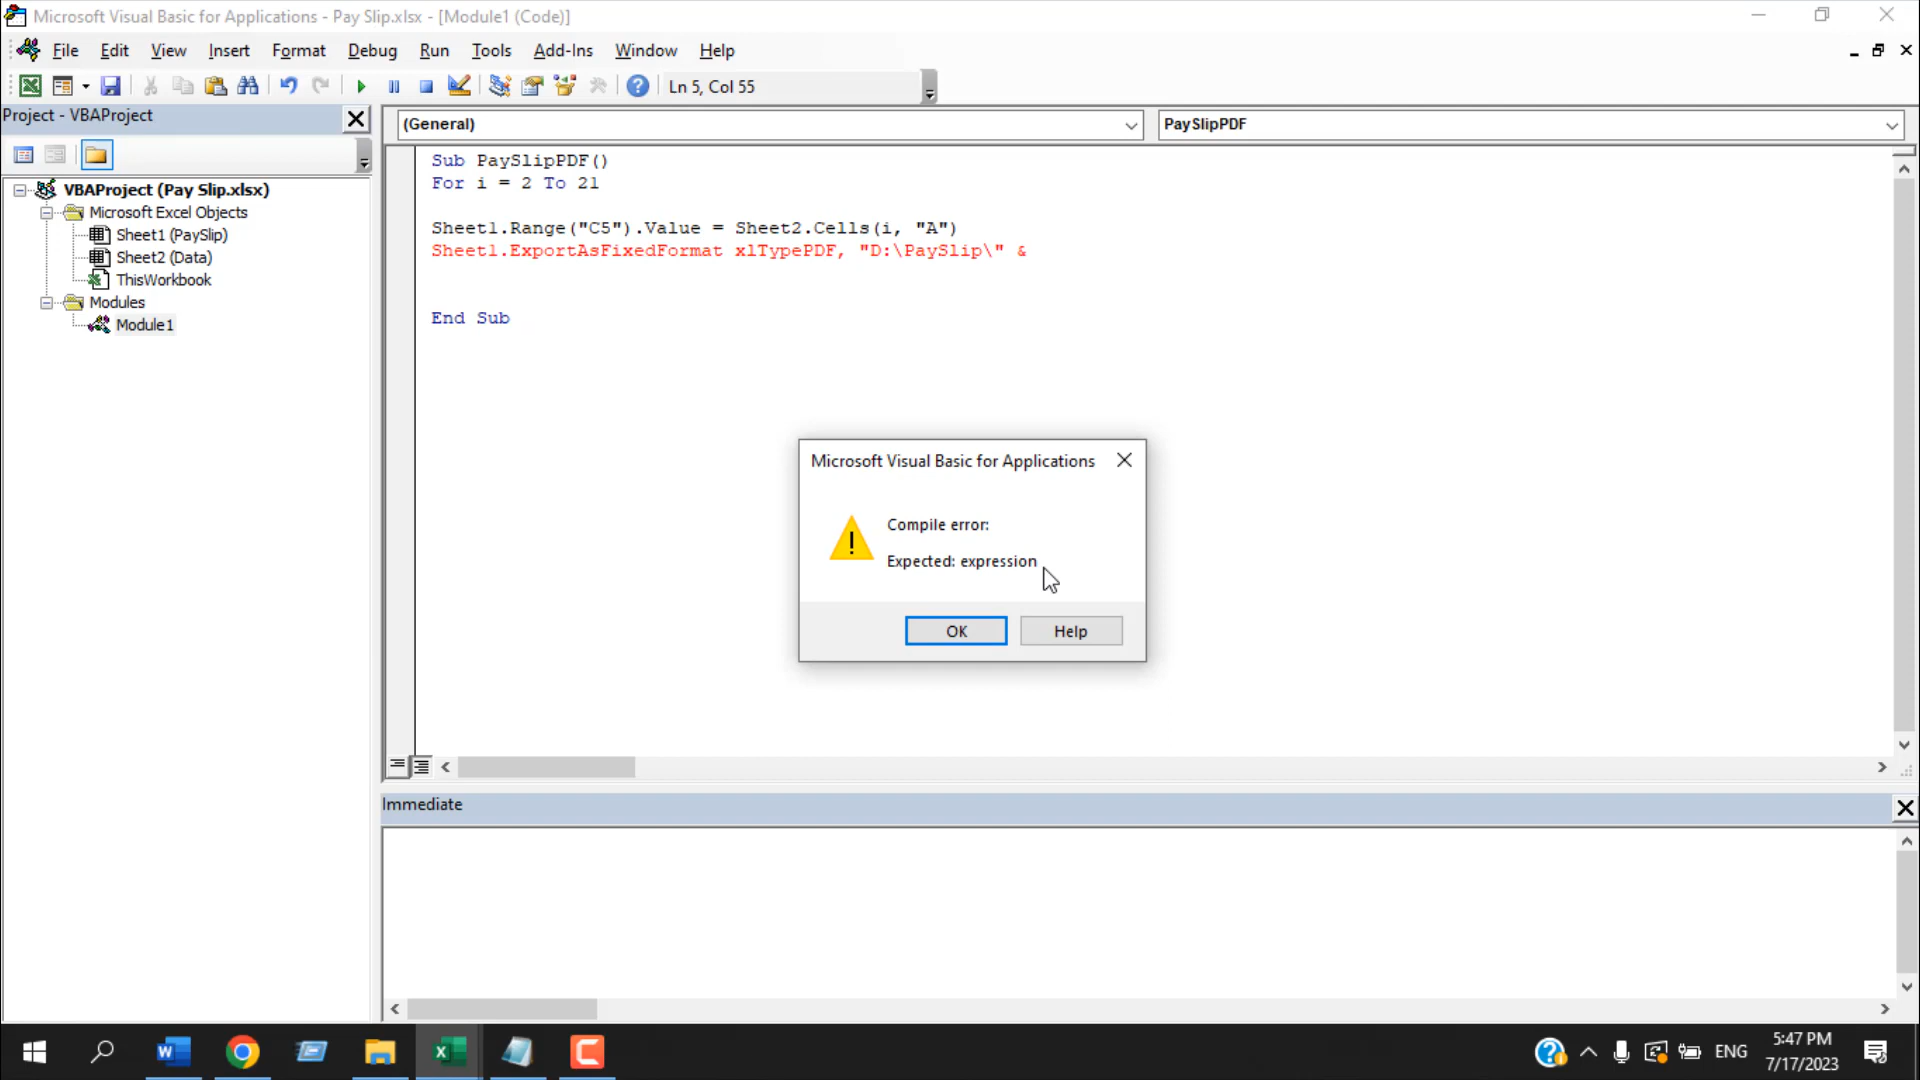 Microsoft Visual Basic for Applications - Pay Slip.xlsx - [Module1 (Code)]
File Edit View Insert Format Debug Run Tools Add-Ins Window Help
Ln 5, Col 55
Project - VBAProject
(General)
PaySlipPDF
VBAProject (Pay Slip.xlsx)
Microsoft Excel Objects
Sheet1 (PaySlip)
Sheet2 (Data)
ThisWorkbook
Modules
Module1
Sub PaySlipPDF()
For i = 2 To 21
Sheet1.Range("C5").Value = Sheet2.Cells(i, "A")
Sheet1.ExportAsFixedFormat xlTypePDF, "D:\PaySlip\" &
End Sub
Microsoft Visual Basic for Applications
Compile error:
Expected: expression
OK Help
Immediate
ENG
5:47 PM
7/17/2023